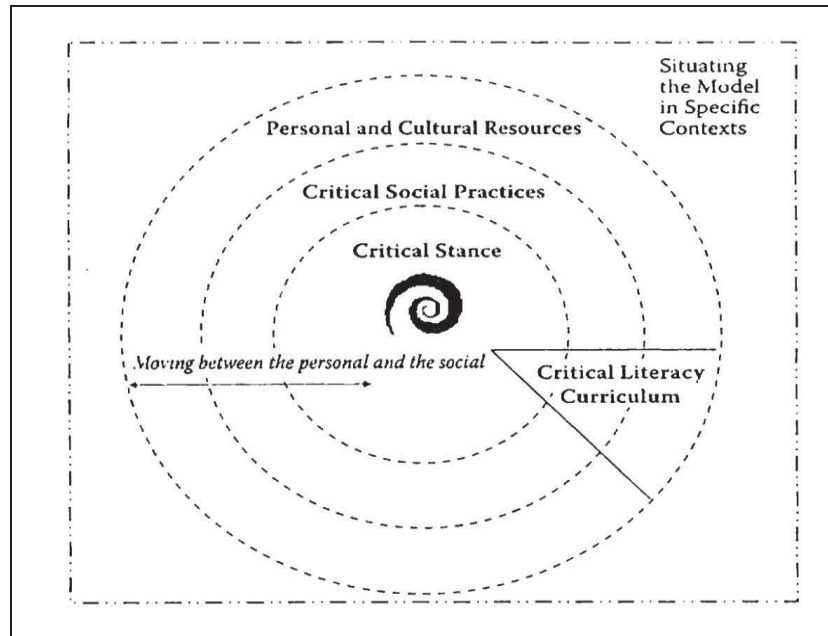 Situating
the Model
in Specific
Contexts
Personal and Cultural Resources
Critical Social Practices
Critical Stance
Moving between the personal and the social
Critical Literacy
Curriculum